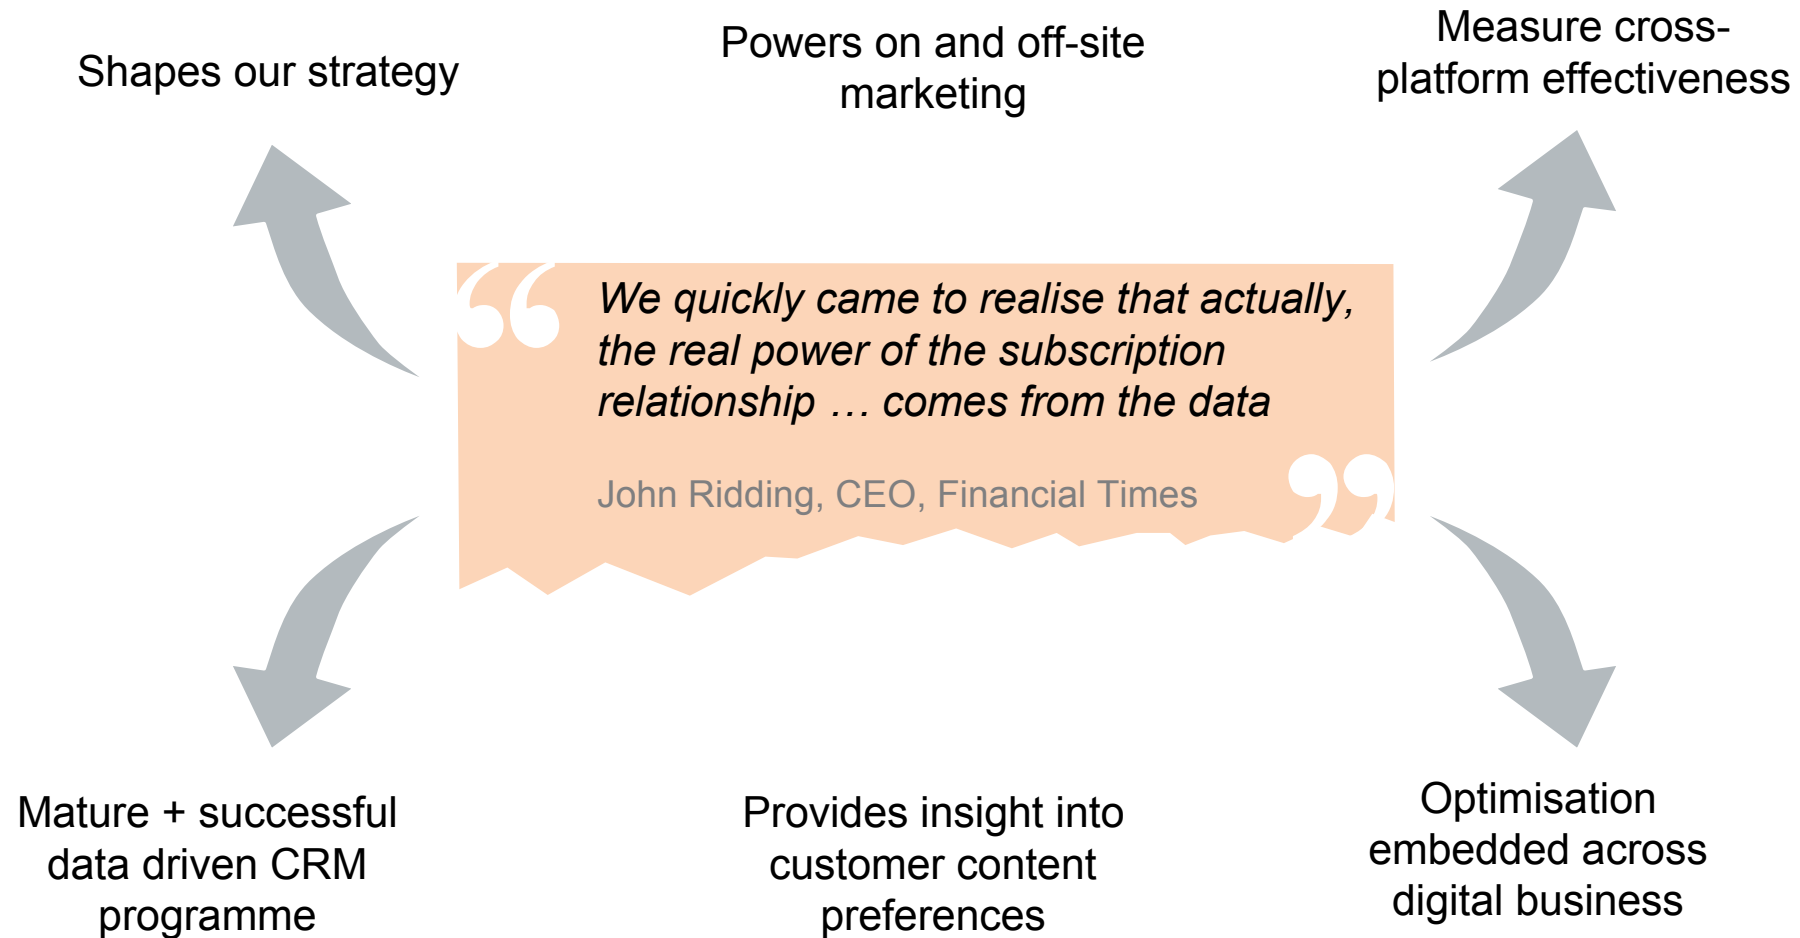 Shapes our strategy
Powers on and off-site
marketing
Measure cross-
platform effectiveness
“
We quickly came to realise that actually,
the real power of the subscription
relationship … comes from the data
”
John Ridding, CEO, Financial Times
Mature + successful
data driven CRM
programme
Provides insight into
customer content
preferences
Optimisation
embedded across
digital business